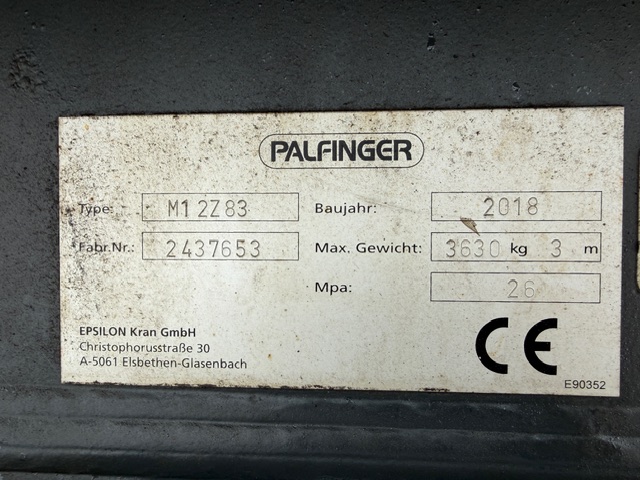 PALFINGER
Type: M12Z83 Baujahr: 2018
Fabr.Nr.: 2437653 Max. Gewicht: 3630 kg 3 m
Mpa: 26
EPSILON Kran GmbH
Christophorusstraße 30
A-5061 Elsbethen-Glasenbach
CE
E90352